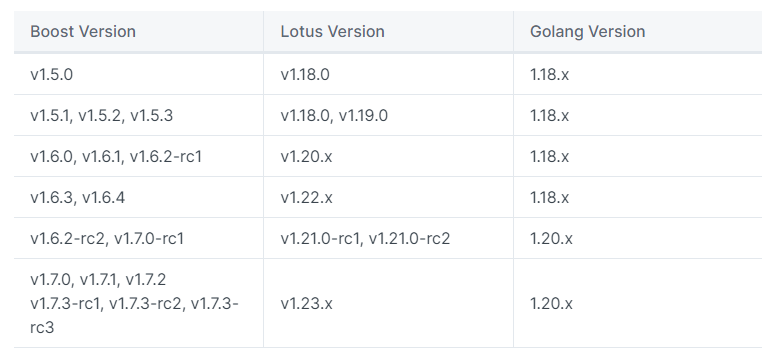 Boost Version Lotus Version Golang Version
v1.5.0 v1.18.0 1.18.x
v1.5.1, v1.5.2, v1.5.3 v1.18.0, v1.19.0 1.18.x
v1.6.0, v1.6.1, v1.6.2-rc1 v1.20.x 1.18.x
v1.6.3, v1.6.4 v1.22.x 1.18.x
v1.6.2-rc2, v1.7.0-rc1 v1.21.0-rc1, v1.21.0-rc2 1.20.x
v1.7.0, v1.7.1, v1.7.2
v1.7.3-rc1, v1.7.3-rc2, v1.7.3- v1.23.x 1.20.x
rc3